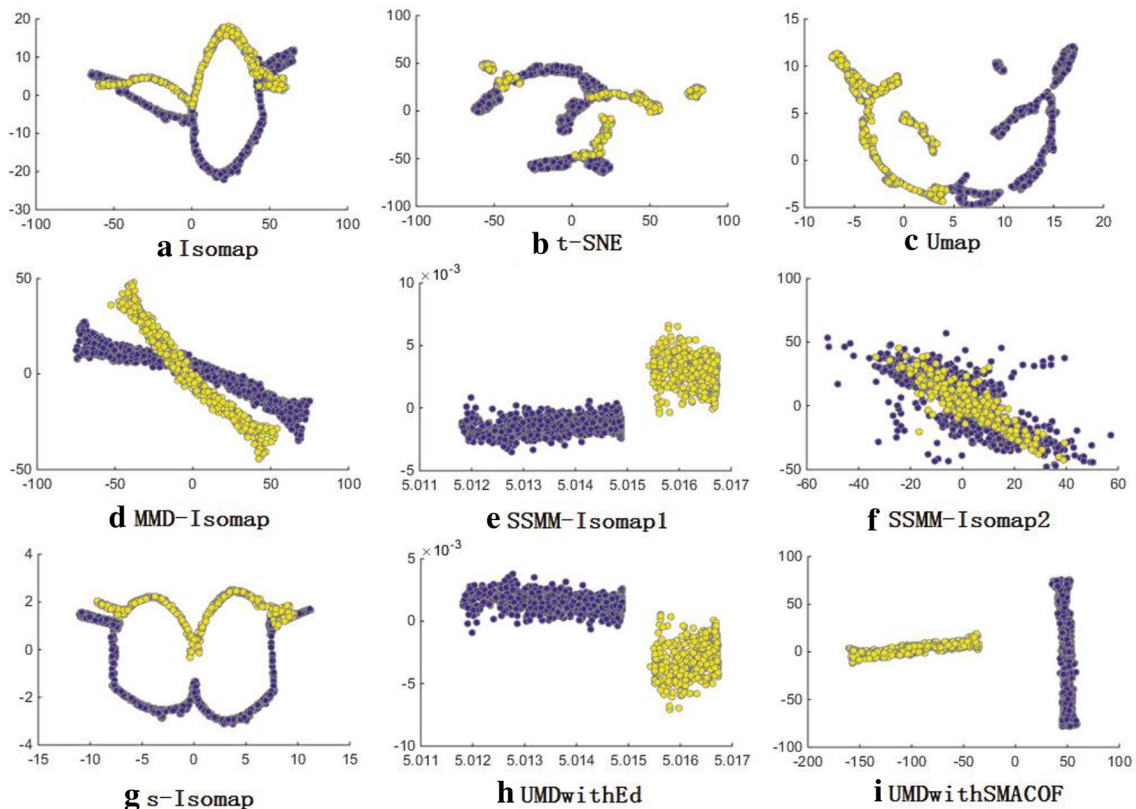 20
10
0
-10
-20
-30
-100 -50 0 50 100
a Isomap
100
50
0
-50
-100
-100 -50 0 50 100
b t-SNE
15
10
5
0
-5
-10 -5 0 5 10 15 20
c Umap
50
0
-50
-100 -50 0 50 100
d MMD-Isomap
× 10⁻³
10
5
0
-5
5.011 5.012 5.013 5.014 5.015 5.016 5.017
e SSMM-Isomap1
100
50
0
-50
-60 -40 -20 0 20 40 60
f SSMM-Isomap2
4
2
0
-2
-4
-15 -10 -5 0 5 10 15
g s-Isomap
× 10⁻³
5
0
-5
-10
5.011 5.012 5.013 5.014 5.015 5.016 5.017
h UMDwithEd
100
50
0
-50
-100
-200 -150 -100 -50 0 50 100
i UMDwithSMACOF